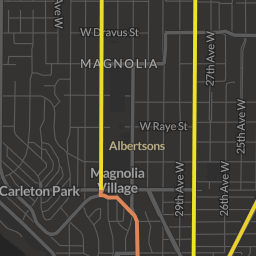 Ave W
W Dravus St
27th Ave W
MAGNOLIA
25th Ave W
W Raye St
Albertsons
Magnolia
Village
Carleton Park
29th Ave W
26th Ave W